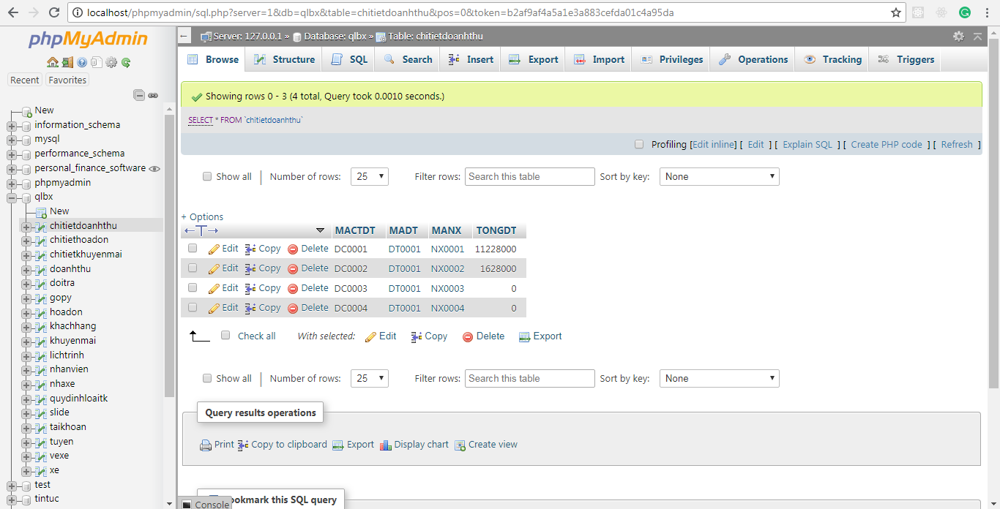 localhost/phpmyadmin/sql.php?server=1&db=qlbx&table=chitietdoanhthu&pos=0&token=b2af9af4a5a1e3a883cefda01c4a95da
phpMyAdmin
Recent Favorites
New
information_schema
mysql
performance_schema
personal_finance_software
phpmyadmin
qlbx
New
chitietdoanhthu
chitiethoadon
chitietkhuyenmai
doanhthu
doitra
gopy
hoadon
khachhang
khuyenmai
lichtrinh
nhanvien
nhaxe
quydinhloaitk
slide
taikhoan
tuyen
vexe
xe
test
tintuc
Server: 127.0.0.1 » Database: qlbx » Table: chitietdoanhthu
Browse Structure SQL Search Insert Export Import Privileges Operations Tracking Triggers
Showing rows 0 - 3 (4 total, Query took 0.0010 seconds.)
SELECT * FROM `chitietdoanhthu`
Profiling [Edit inline] [ Edit ] [ Explain SQL ] [ Create PHP code ] [ Refresh ]
Show all | Number of rows: 25 Filter rows: Search this table Sort by key: None
+ Options
←T→ MACTDT MADT MANX TONGDT
Edit Copy Delete DC0001 DT0001 NX0001 11228000
Edit Copy Delete DC0002 DT0001 NX0002 1628000
Edit Copy Delete DC0003 DT0001 NX0003 0
Edit Copy Delete DC0004 DT0001 NX0004 0
Check all With selected: Edit Copy Delete Export
Show all | Number of rows: 25 Filter rows: Search this table Sort by key: None
Query results operations
Print Copy to clipboard Export Display chart Create view
ookmark this SQL query
Console